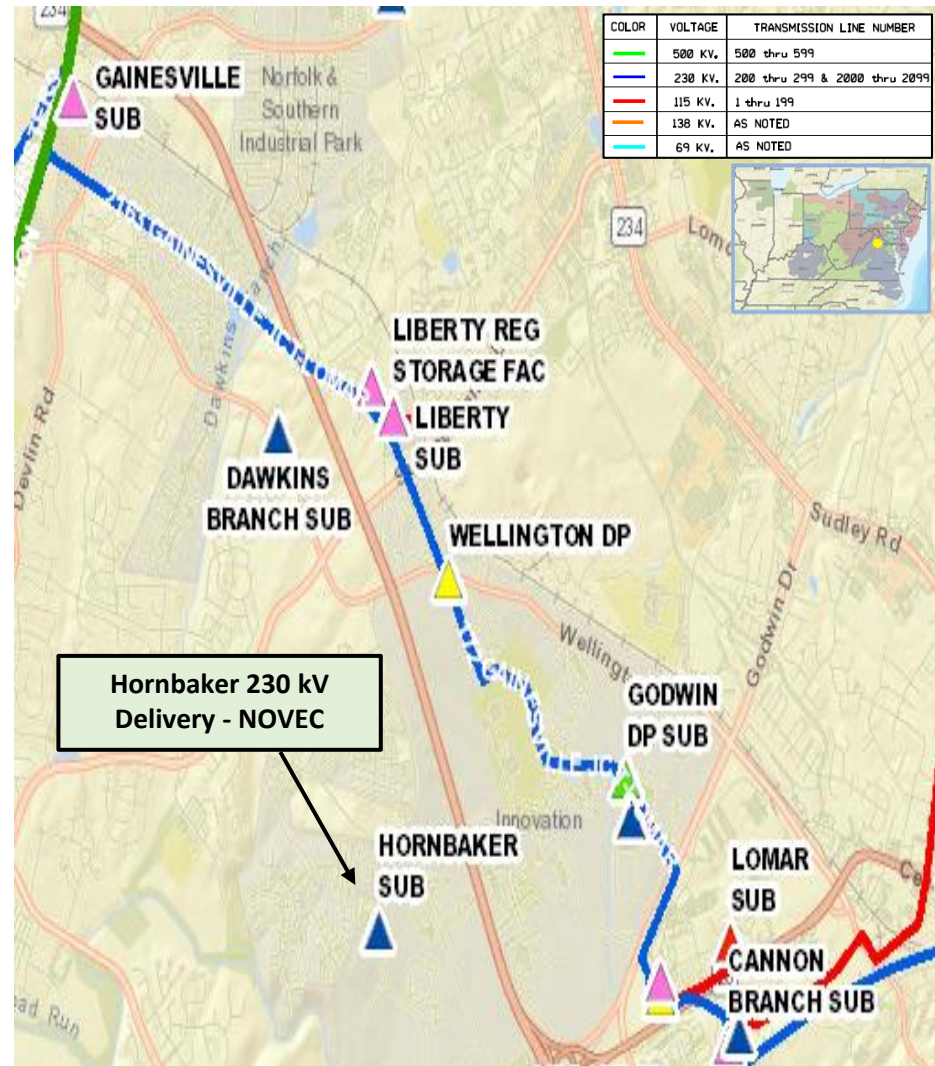 234
COLOR VOLTAGE TRANSMISSION LINE NUMBER
500 KV. 500 thru 599
230 KV. 200 thru 299 & 2000 thru 2099
115 KV. 1 thru 199
138 KV. AS NOTED
69 KV. AS NOTED
GAINESVILLE
SUB
Norfolk &
Southern
Industrial Park
234
Dawkins
LIBERTY REG
STORAGE FAC
LIBERTY
SUB
Devlin Rd
DAWKINS
BRANCH SUB
WELLINGTON DP
Sudley Rd
Godwin Dr
Wellington
Hornbaker 230 kV
Delivery - NOVEC
GODWIN
DP SUB
Innovation
HORNBAKER
SUB
LOMAR
SUB
CANNON
BRANCH SUB
Run